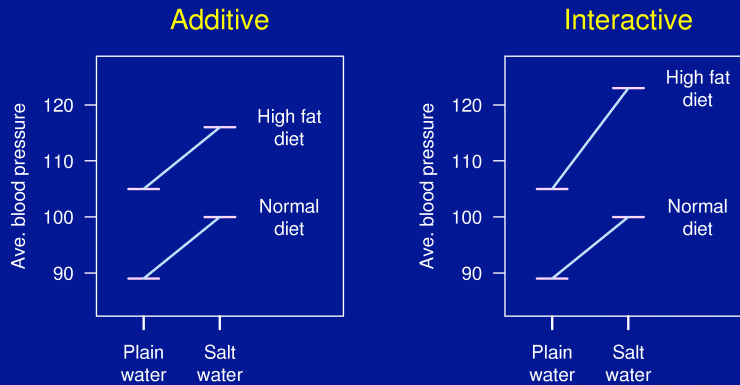 Additive
Ave. blood pressure
120
110
100
90
High fat
diet
Normal
diet
Plain
water
Salt
water
Interactive
Ave. blood pressure
120
110
100
90
High fat
diet
Normal
diet
Plain
water
Salt
water